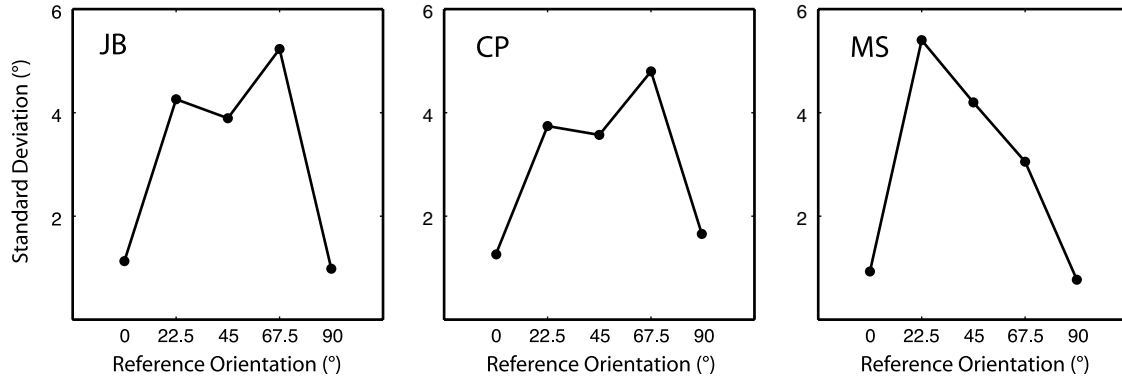 JB
CP
MS
Standard Deviation (°)
6
4
2
0 22.5 45 67.5 90
Reference Orientation (°)
6
4
2
0 22.5 45 67.5 90
Reference Orientation (°)
6
4
2
0 22.5 45 67.5 90
Reference Orientation (°)